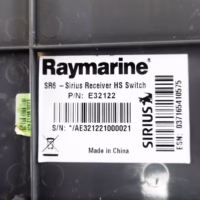 Raymarine®
SR6 – Sirius Receiver HS Switch
P/N: E32122
S/N: */AE321221000021
Made in China
SIRIUS
ESN: 037165410575